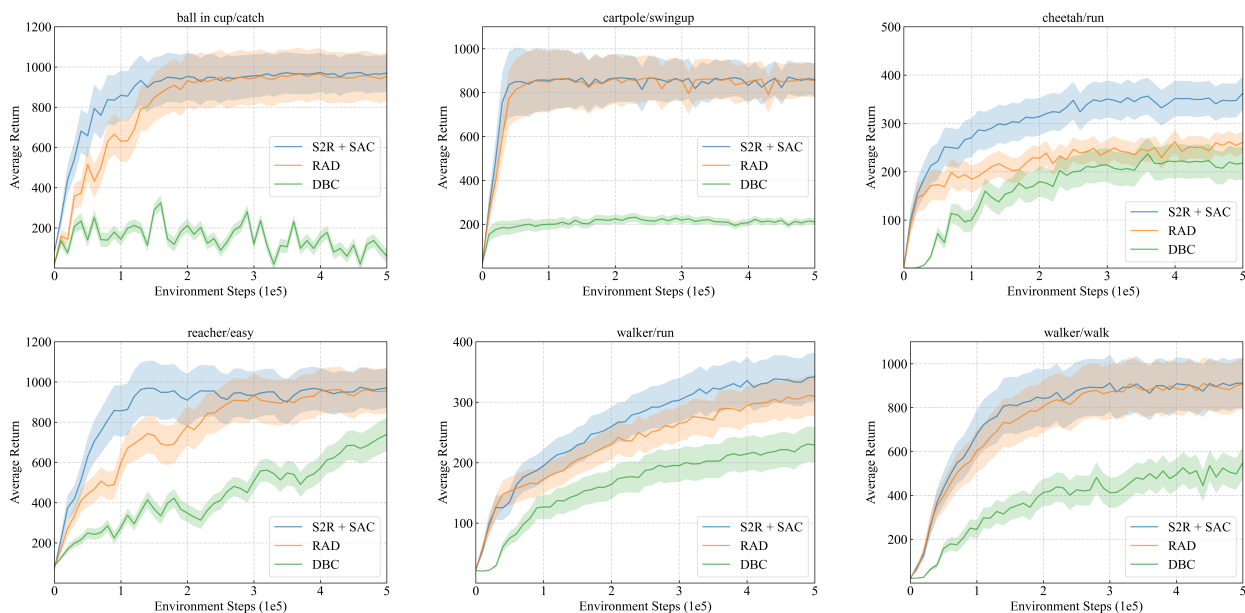 ball in cup/catch
1200
1000
800
600
400
200
0
1
2
3
4
5
Average Return
Environment Steps (1e5)
S2R + SAC
RAD
DBC
cartpole/swingup
1000
800
600
400
200
0
1
2
3
4
5
Average Return
Environment Steps (1e5)
S2R + SAC
RAD
DBC
cheetah/run
500
400
300
200
100
0
1
2
3
4
5
Average Return
Environment Steps (1e5)
S2R + SAC
RAD
DBC
reacher/easy
1200
1000
800
600
400
200
0
1
2
3
4
5
Average Return
Environment Steps (1e5)
S2R + SAC
RAD
DBC
walker/run
400
300
200
100
0
1
2
3
4
5
Average Return
Environment Steps (1e5)
S2R + SAC
RAD
DBC
walker/walk
1000
800
600
400
200
0
1
2
3
4
5
Average Return
Environment Steps (1e5)
S2R + SAC
RAD
DBC